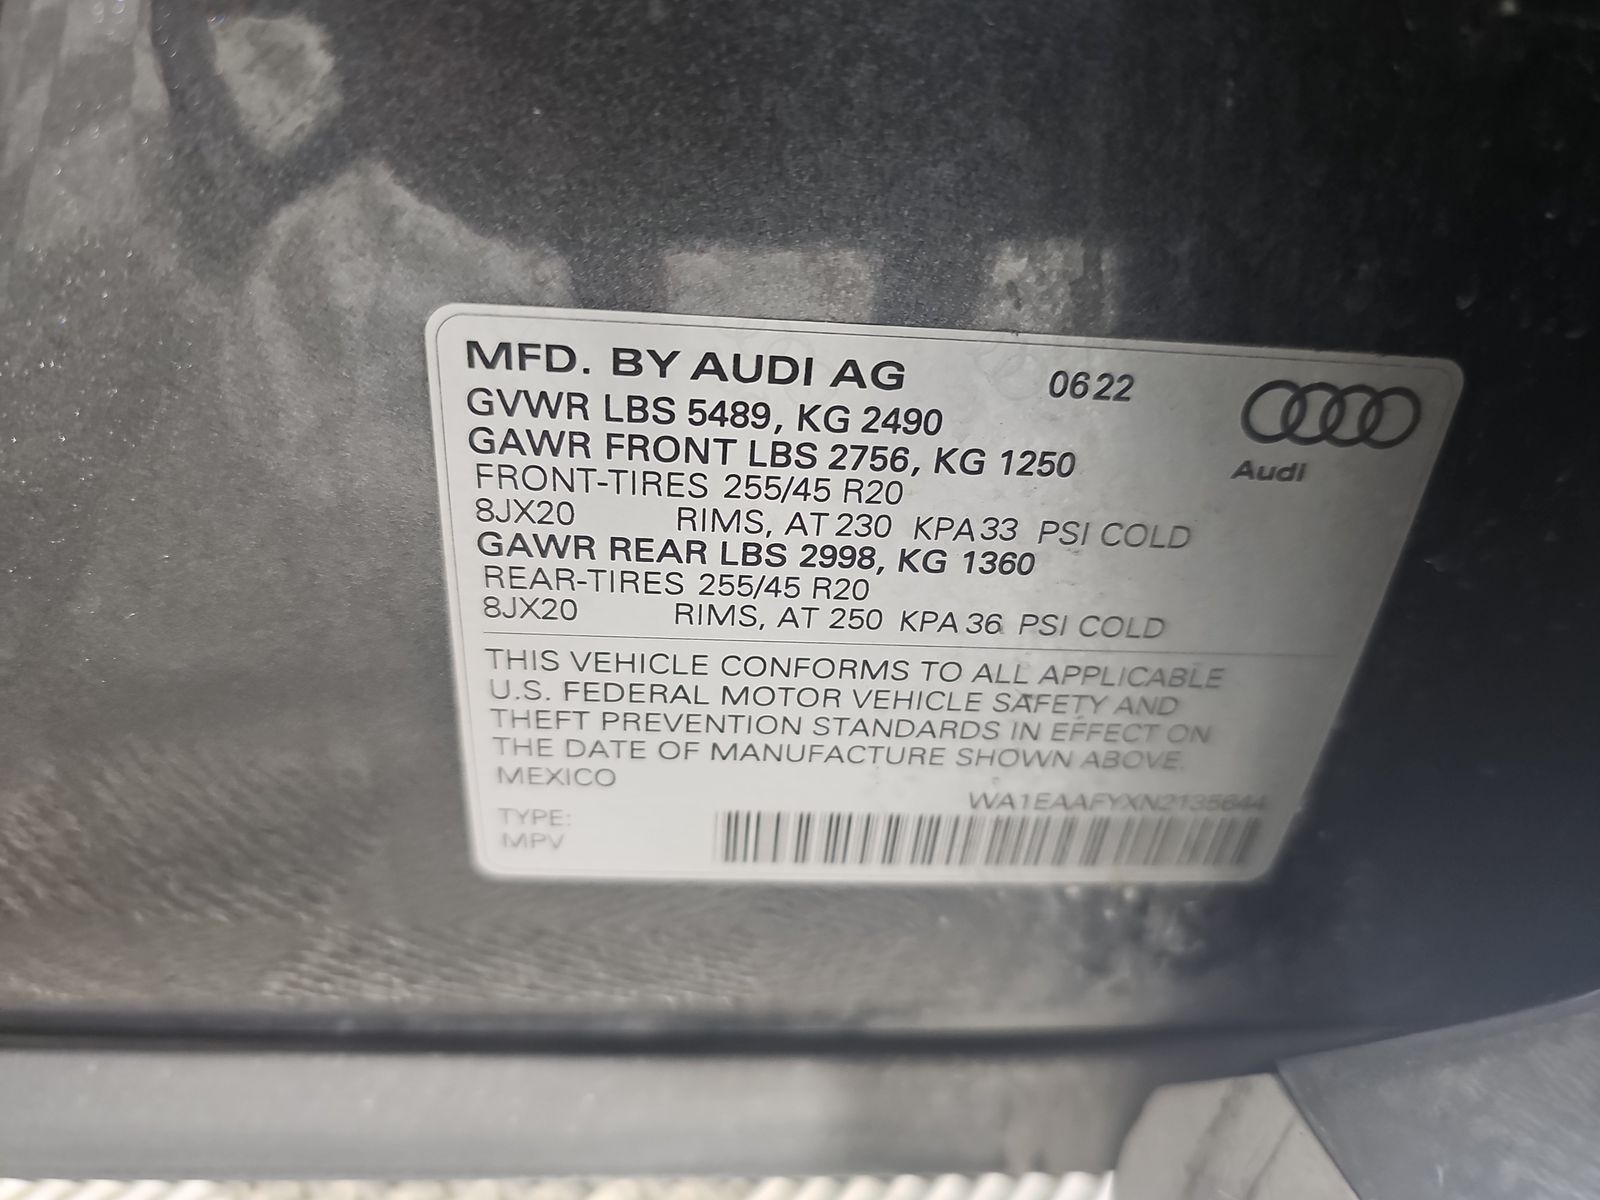 MFD. BY AUDI AG 0622
GVWR LBS 5489, KG 2490
GAWR FRONT LBS 2756, KG 1250
Audi
FRONT-TIRES 255/45 R20
8JX20 RIMS, AT 230 KPA 33 PSI COLD
GAWR REAR LBS 2998, KG 1360
REAR-TIRES 255/45 R20
8JX20 RIMS, AT 250 KPA 36 PSI COLD
THIS VEHICLE CONFORMS TO ALL APPLICABLE
U.S. FEDERAL MOTOR VEHICLE SAFETY AND
THEFT PREVENTION STANDARDS IN EFFECT ON
THE DATE OF MANUFACTURE SHOWN ABOVE.
MEXICO
WA1EAAFYXN2135644
TYPE:
MPV